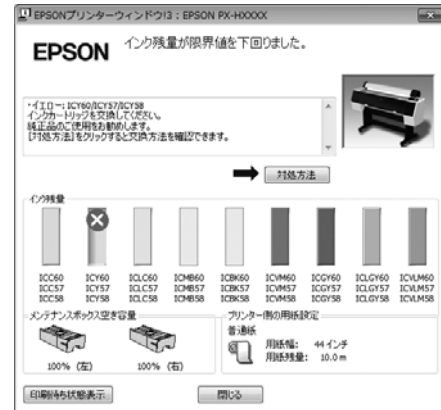 EPSONプリンターウィンドウ!3 : EPSON PX-HXXXX
EPSON
インク残量が限界値を下回りました。
・イエロー: ICY60/ICY57/ICY58
インクカートリッジを交換してください。
純正品のご使用をお勧めします。
[対処方法]をクリックすると交換方法を確認できます。
対処方法
インク残量
ICC60 ICY60 ICLC60 ICMB60 ICBK60 ICVM60 ICGY60 ICLGY60 ICVLM60
ICC57 ICY57 ICLC57 ICMB57 ICBK57 ICVM57 ICGY57 ICLGY57 ICVLM57
ICC58 ICY58 ICLC58 ICMB58 ICBK58 ICVM58 ICGY58 ICLGY58 ICVLM58
メンテナンスボックス空き容量
100% (左) 100% (右)
プリンター側の用紙設定
普通紙
用紙幅: 44 インチ
用紙残量: 10.0 m
印刷待ち状態表示
閉じる